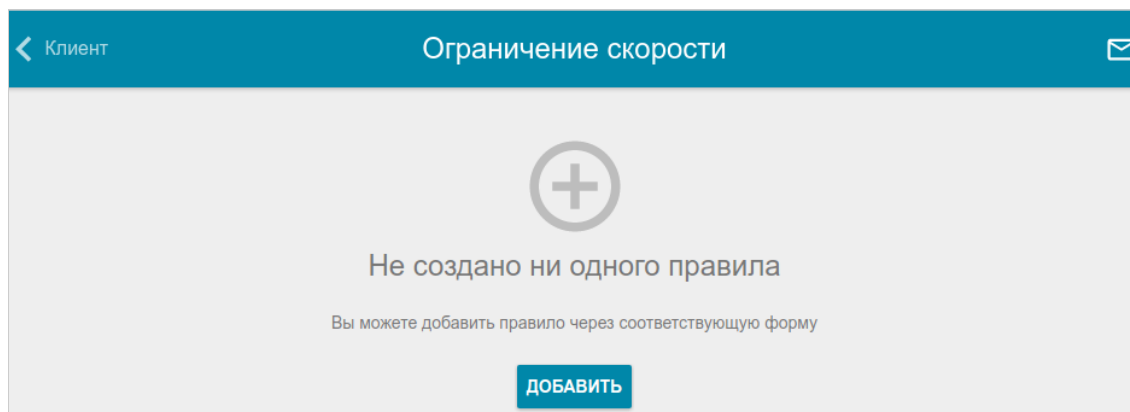 Клиент
Ограничение скорости
Не создано ни одного правила
Вы можете добавить правило через соответствующую форму
ДОБАВИТЬ